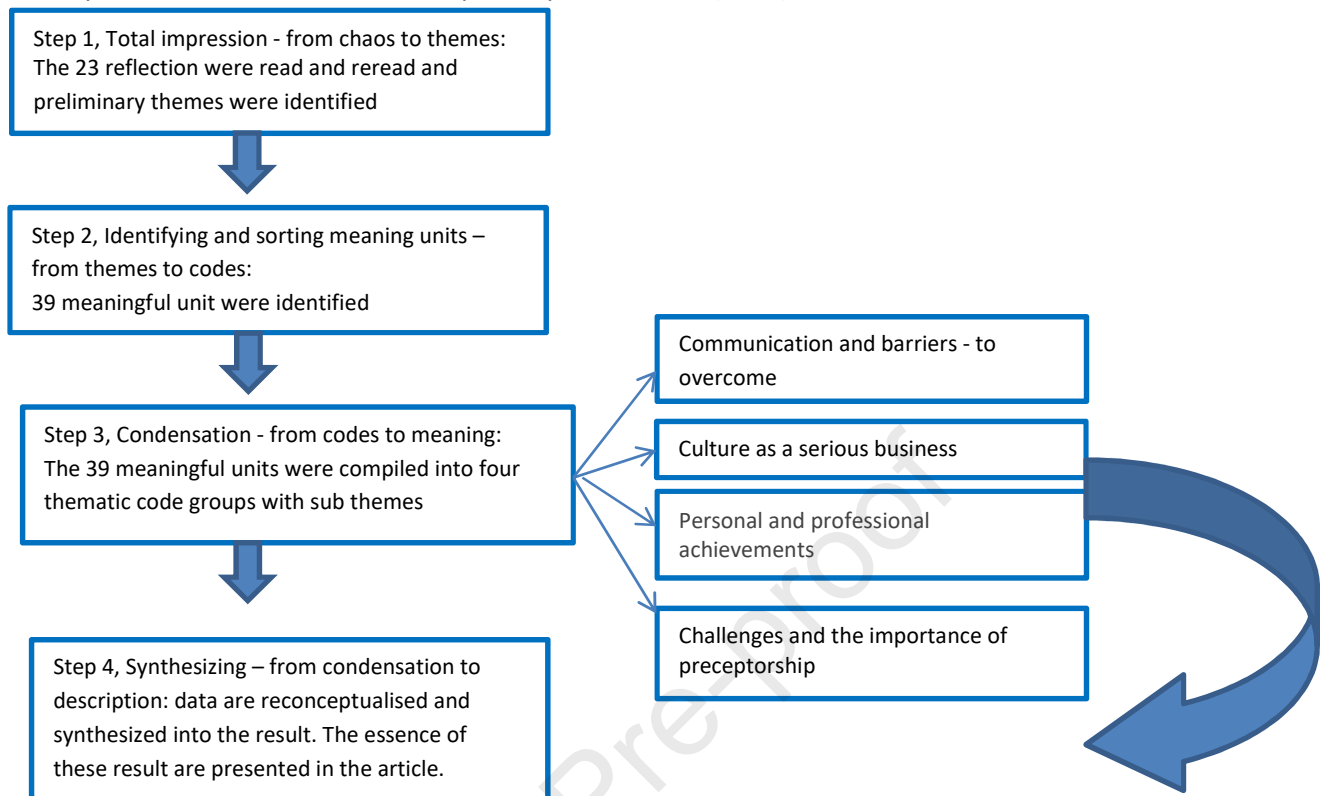 Step 1, Total impression - from chaos to themes:
The 23 reflection were read and reread and
preliminary themes were identified
Step 2, Identifying and sorting meaning units –
from themes to codes:
39 meaningful unit were identified
Step 3, Condensation - from codes to meaning:
The 39 meaningful units were compiled into four
thematic code groups with sub themes
Communication and barriers - to
overcome
Culture as a serious business
Personal and professional
achievements
Challenges and the importance of
preceptorship
Step 4, Synthesizing – from condensation to
description: data are reconceptualised and
synthesized into the result. The essence of
these result are presented in the article.
Pre-proof